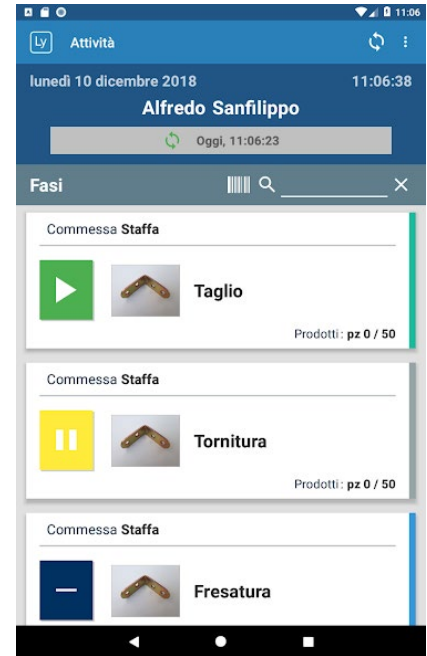 11:06
Ly Attività
lunedì 10 dicembre 2018 11:06:38
Alfredo Sanfilippo
Oggi, 11:06:23
Fasi
Commessa Staffa
Taglio
Prodotti: pz 0 / 50
Commessa Staffa
Tornitura
Prodotti: pz 0 / 50
Commessa Staffa
Fresatura